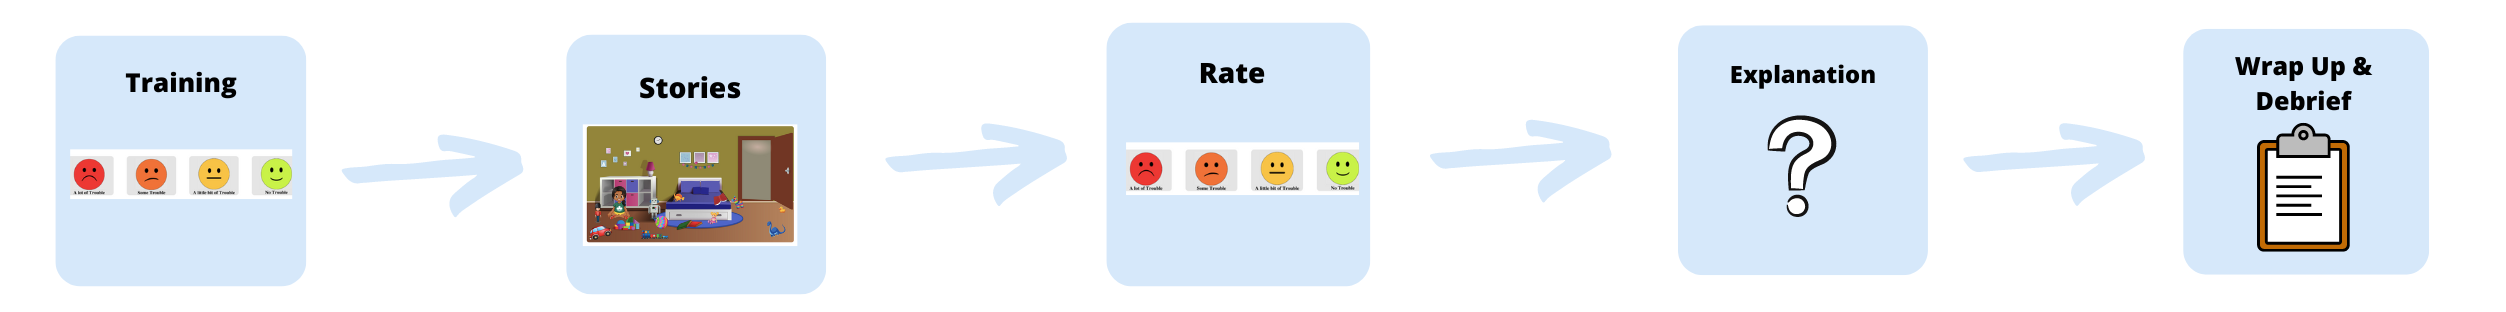 Training
A lot of Trouble
Some Trouble
A little bit of Trouble
No Trouble
Stories
Rate
A lot of Trouble
Some Trouble
A little bit of Trouble
No Trouble
Explanation
Wrap Up &
Debrief